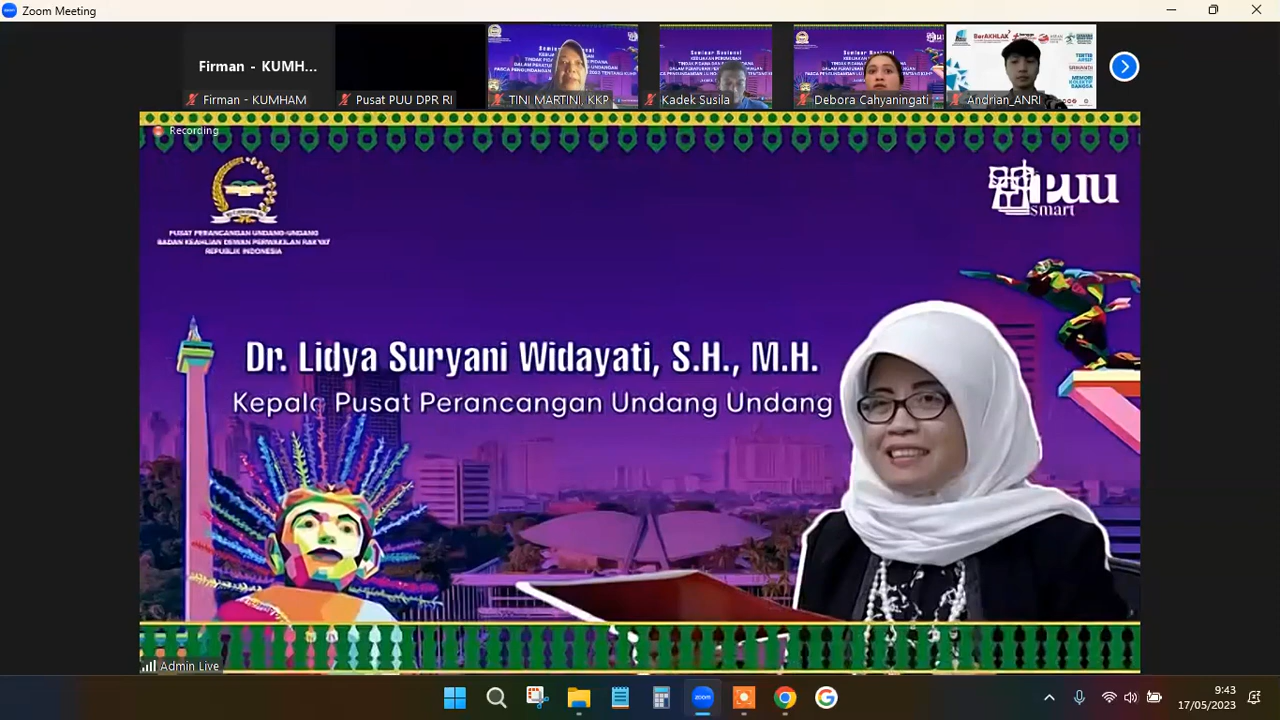 Zoom Meeting
Firman - KUMH...
Firman - KUMHAM
Pusat PUU DPR RI
TINI MARTINI, KKP
Kadek Susila
Debora Cahyaningati
Andrian_ANRI
Recording
PUSAT PERANCANGAN UNDANG-UNDANG
BADAN KEAHLIAN DEWAN PERWAKILAN RAKYAT
REPUBLIK INDONESIA
PUU
smart
Dr. Lidya Suryani Widayati, S.H., M.H.
Kepala Pusat Perancangan Undang Undang
Admin Live
zoom
9:43
17/05/2023